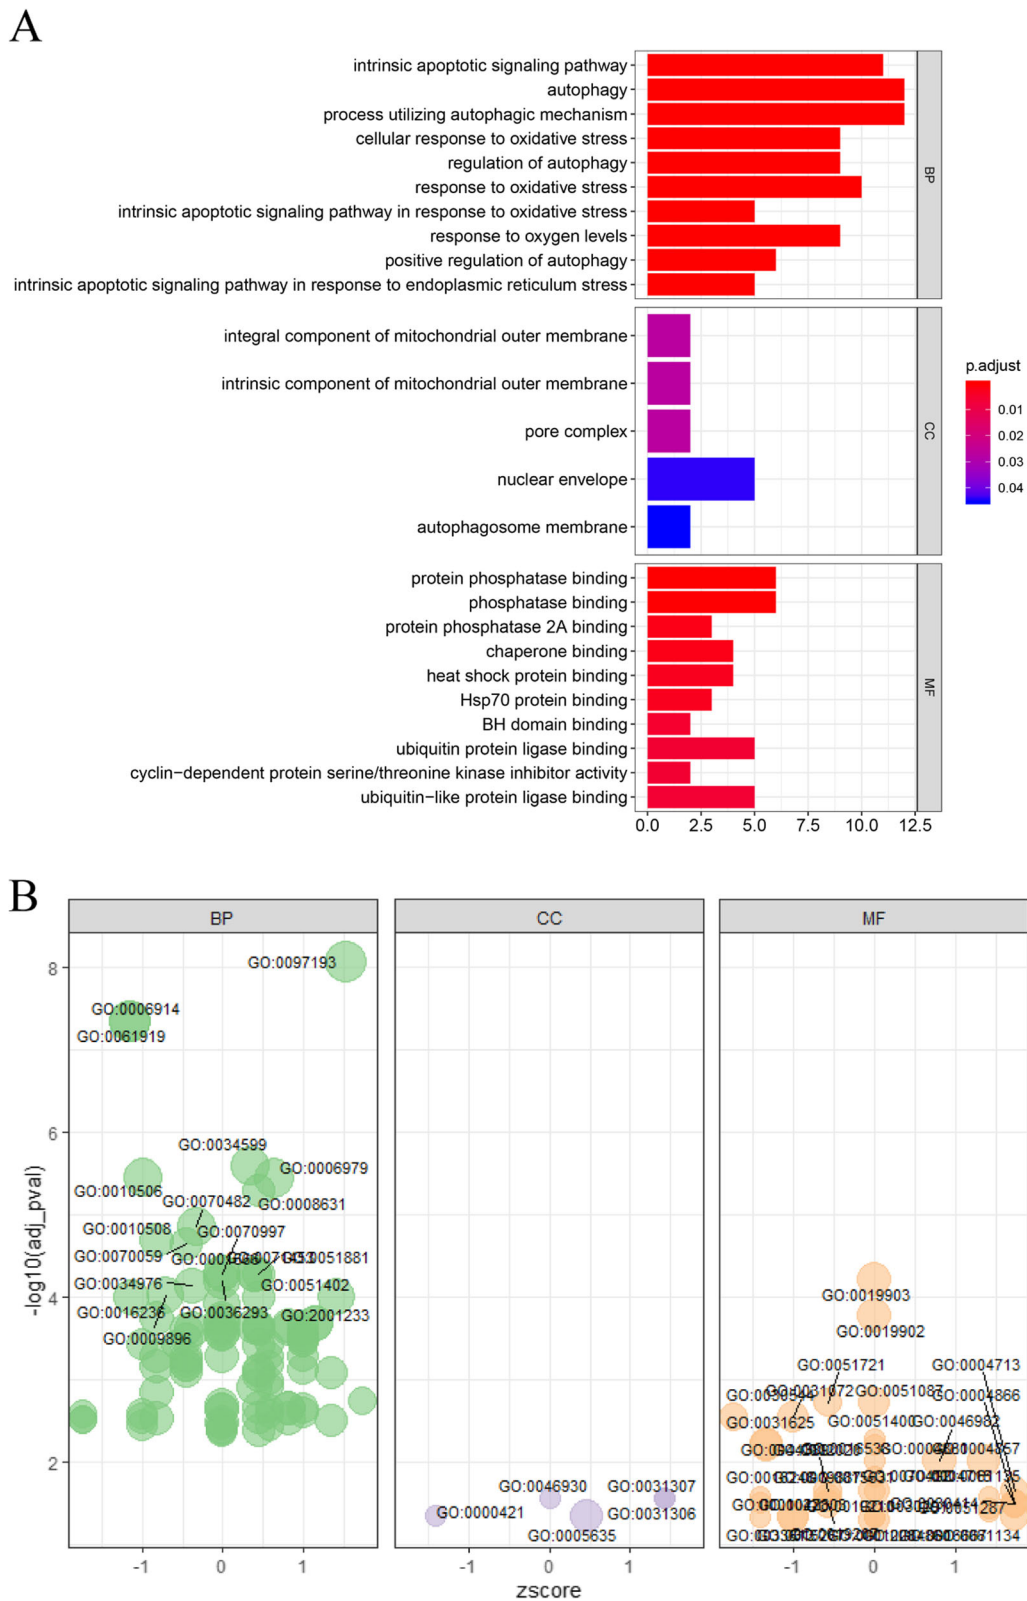 A
intrinsic apoptotic signaling pathway
autophagy
process utilizing autophagic mechanism
cellular response to oxidative stress
regulation of autophagy
response to oxidative stress
intrinsic apoptotic signaling pathway in response to oxidative stress
response to oxygen levels
positive regulation of autophagy
intrinsic apoptotic signaling pathway in response to endoplasmic reticulum stress
BP
integral component of mitochondrial outer membrane
intrinsic component of mitochondrial outer membrane
pore complex
nuclear envelope
autophagosome membrane
CC
protein phosphatase binding
phosphatase binding
protein phosphatase 2A binding
chaperone binding
heat shock protein binding
Hsp70 protein binding
BH domain binding
ubiquitin protein ligase binding
cyclin-dependent protein serine/threonine kinase inhibitor activity
ubiquitin-like protein ligase binding
MF
0.0 2.5 5.0 7.5 10.0 12.5
p.adjust
0.01
0.02
0.03
0.04
B
BP CC MF
-log10(adj_pval)
8
6
4
2
GO:0097193
GO:0006914
GO:0061919
GO:0034599
GO:0006979
GO:0010506
GO:0070482
GO:0008631
GO:0010508
GO:0070997
GO:0070059
GO:0051881
GO:0034976
GO:0051402
GO:0016236
GO:0036293
GO:2001233
GO:0009896
GO:0046930
GO:0031307
GO:0000421
GO:0031306
GO:0005635
GO:0019903
GO:0019902
GO:0051721
GO:0004713
GO:0051087
GO:0004866
GO:0031625
GO:0051400
GO:0046982
-1 0 1
-1 0 1
-1 0 1
zscore